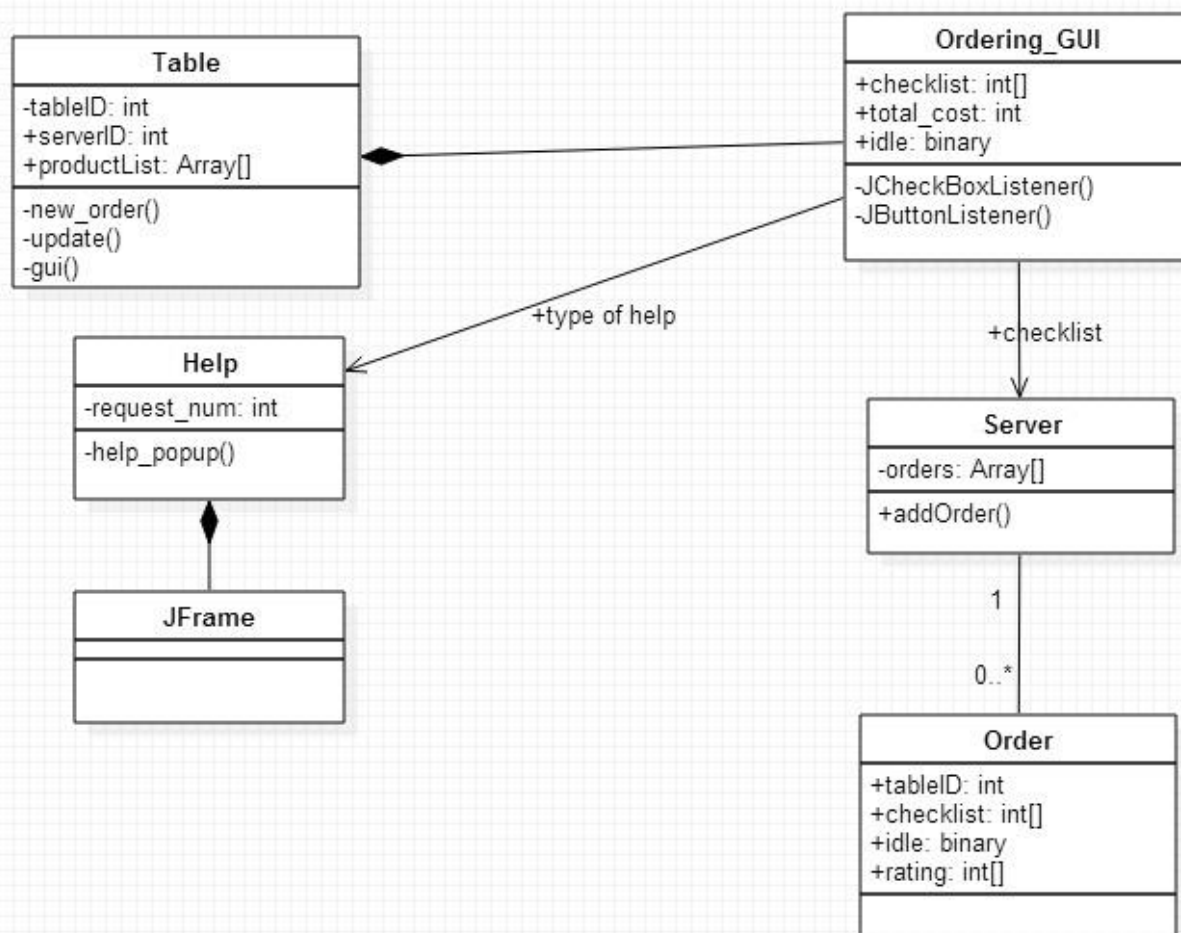 Table
-tableID: int
+serverID: int
+productList: Array[]
-new_order()
-update()
-gui()
Ordering_GUI
+checklist: int[]
+total_cost: int
+idle: binary
-JCheckBoxListener()
-JButtonListener()
+type of help
+checklist
Help
-request_num: int
-help_popup()
Server
-orders: Array[]
+addOrder()
JFrame
1
0..*
Order
+tableID: int
+checklist: int[]
+idle: binary
+rating: int[]